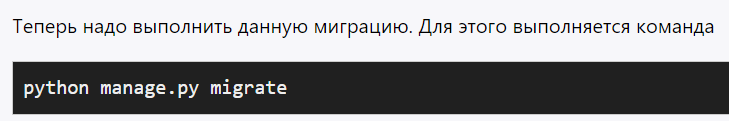 Теперь надо выполнить данную миграцию. Для этого выполняется команда
python manage.py migrate